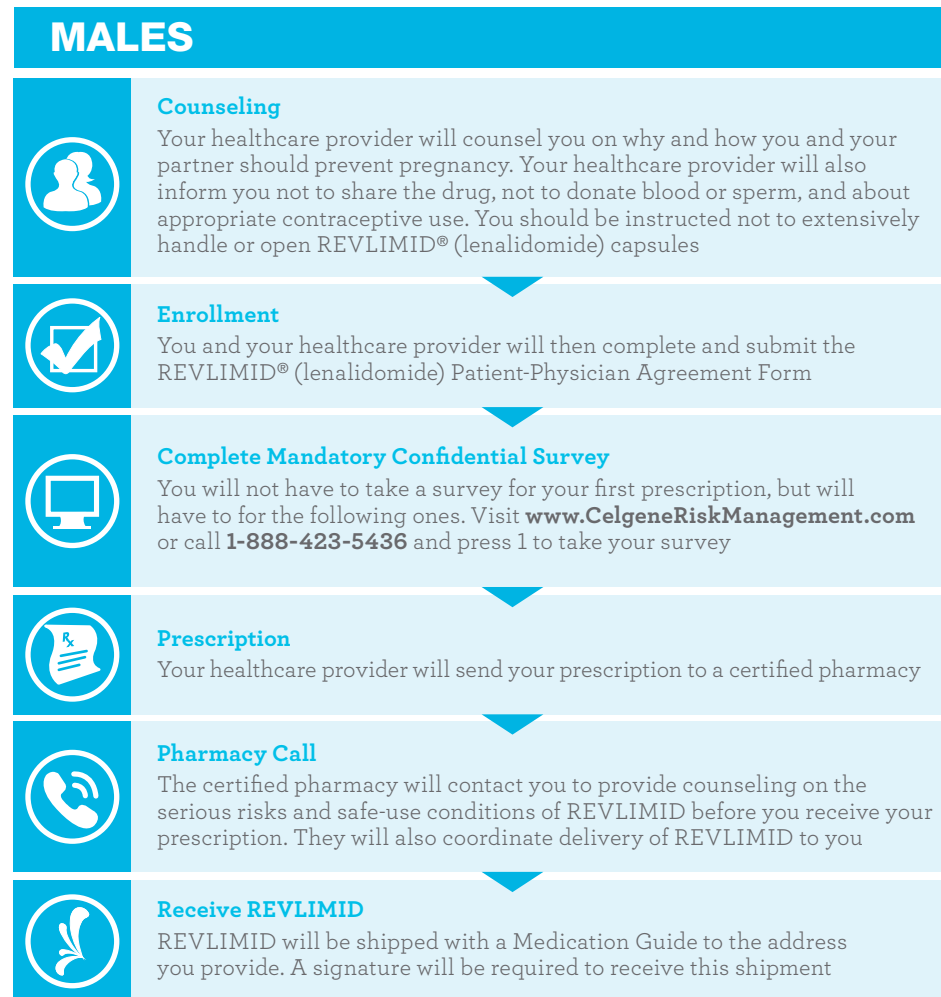 MALES
Counseling
Your healthcare provider will counsel you on why and how you and your
partner should prevent pregnancy. Your healthcare provider will also
inform you not to share the drug, not to donate blood or sperm, and about
appropriate contraceptive use. You should be instructed not to extensively
handle or open REVLIMID® (lenalidomide) capsules
Enrollment
You and your healthcare provider will then complete and submit the
REVLIMID® (lenalidomide) Patient-Physician Agreement Form
Complete Mandatory Confidential Survey
You will not have to take a survey for your first prescription, but will
have to for the following ones. Visit www.CelgeneRiskManagement.com
or call 1-888-423-5436 and press 1 to take your survey
Rx
Prescription
Your healthcare provider will send your prescription to a certified pharmacy
Pharmacy Call
The certified pharmacy will contact you to provide counseling on the
serious risks and safe-use conditions of REVLIMID before you receive your
prescription. They will also coordinate delivery of REVLIMID to you
Receive REVLIMID
REVLIMID will be shipped with a Medication Guide to the address
you provide. A signature will be required to receive this shipment